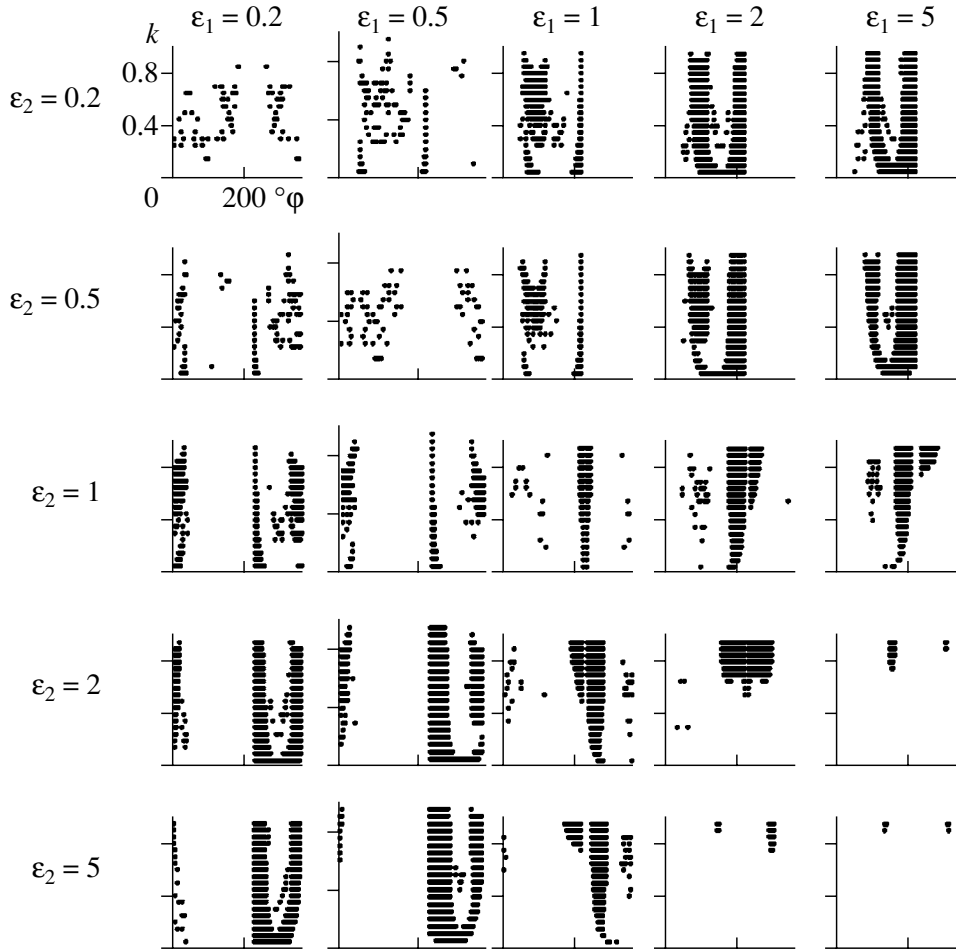 ε₁ = 0.2 ε₁ = 0.5 ε₁ = 1 ε₁ = 2 ε₁ = 5
k
0.8
ε₂ = 0.2
0.4
0 200 °φ
ε₂ = 0.5
ε₂ = 1
ε₂ = 2
ε₂ = 5